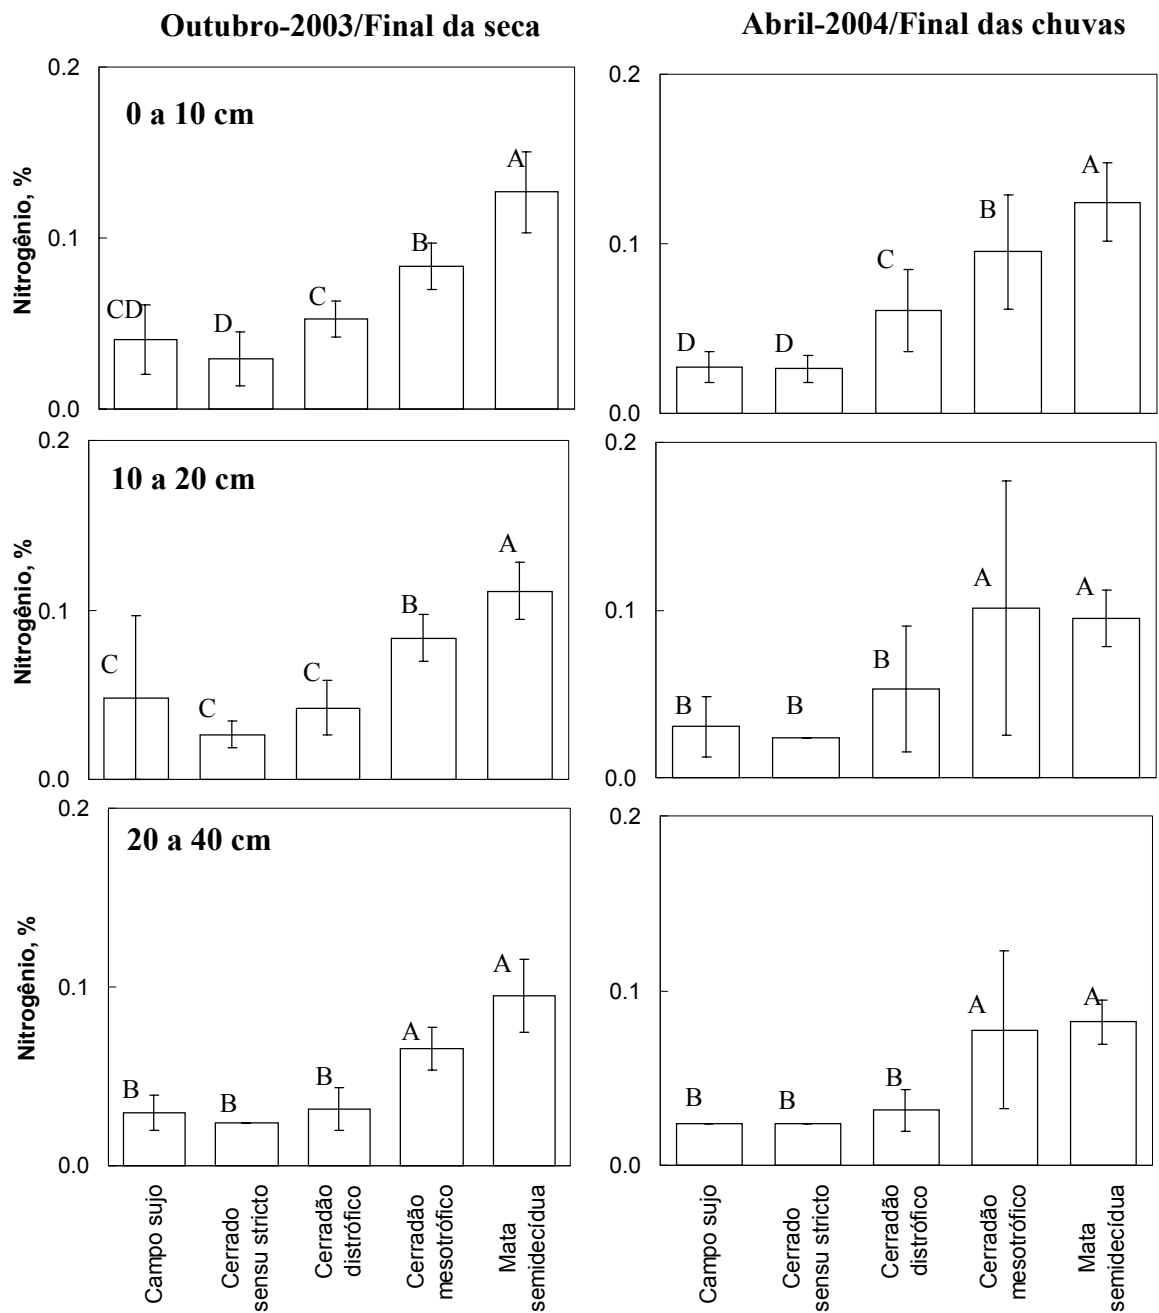 Outubro-2003/Final da seca
Abril-2004/Final das chuvas
Nitrogênio, %
0.2
0.1
0.0
0 a 10 cm
CD
D
C
B
A
0.2
0.1
0.0
D
D
C
B
A
Nitrogênio, %
0.2
0.1
0.0
10 a 20 cm
C
C
C
B
A
0.2
0.1
0.0
B
B
B
A
A
Nitrogênio, %
0.2
0.1
0.0
20 a 40 cm
B
B
B
A
A
0.2
0.1
0.0
B
B
B
A
A
Campo sujo
Cerrado
sensu stricto
Cerradão
distrófico
Cerradão
mesotrófico
Mata
semidecídua
Campo sujo
Cerrado
sensu stricto
Cerradão
distrófico
Cerradão
mesotrófico
Mata
semidecídua